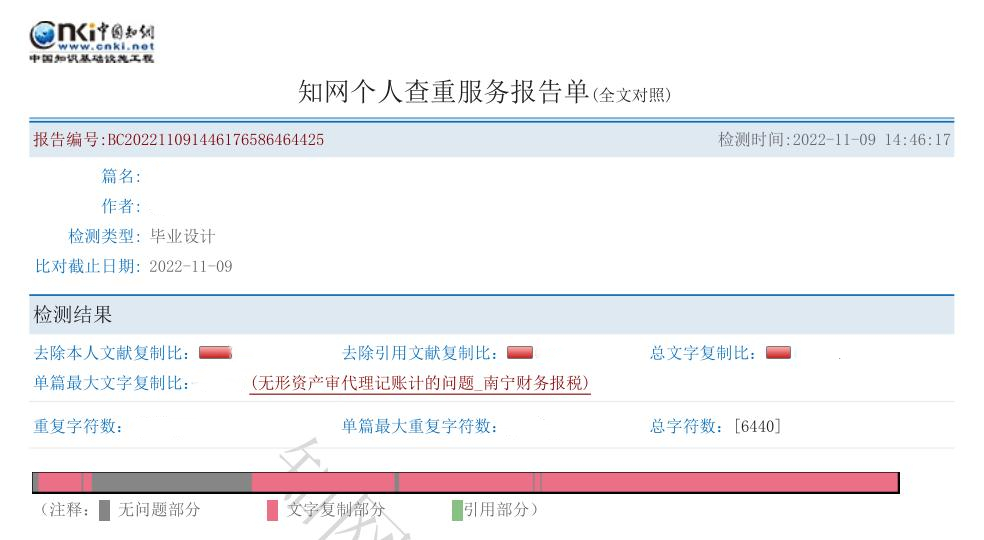 cnki中国知网
www.cnki.net
中国知识基础设施工程
知网个人查重服务报告单(全文对照)
报告编号:BC202211091446176586464425 检测时间:2022-11-09 14:46:17
篇名:
作者:
检测类型: 毕业设计
比对截止日期: 2022-11-09
检测结果
去除本人文献复制比: 去除引用文献复制比: 总文字复制比:
单篇最大文字复制比: (无形资产审代理记账计的问题_南宁财务报税)
重复字符数: 单篇最大重复字符数: 总字符数: [6440]
知网
(注释: 无问题部分 文字复制部分 引用部分)